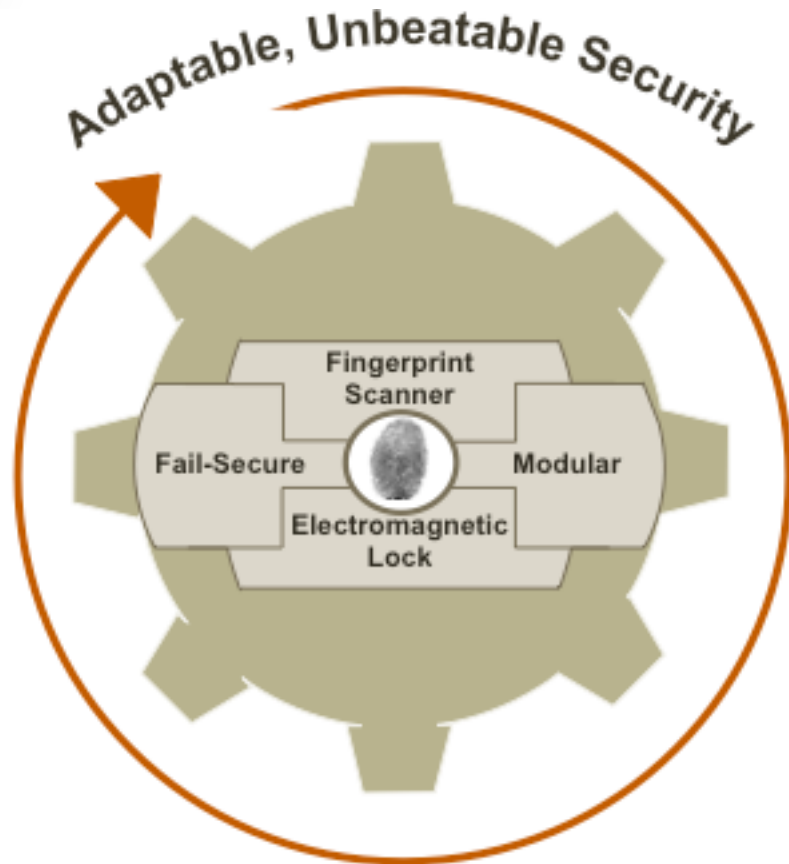 Adaptable, Unbeatable Security
Fingerprint
Scanner
Fail-Secure
Modular
Electromagnetic
Lock